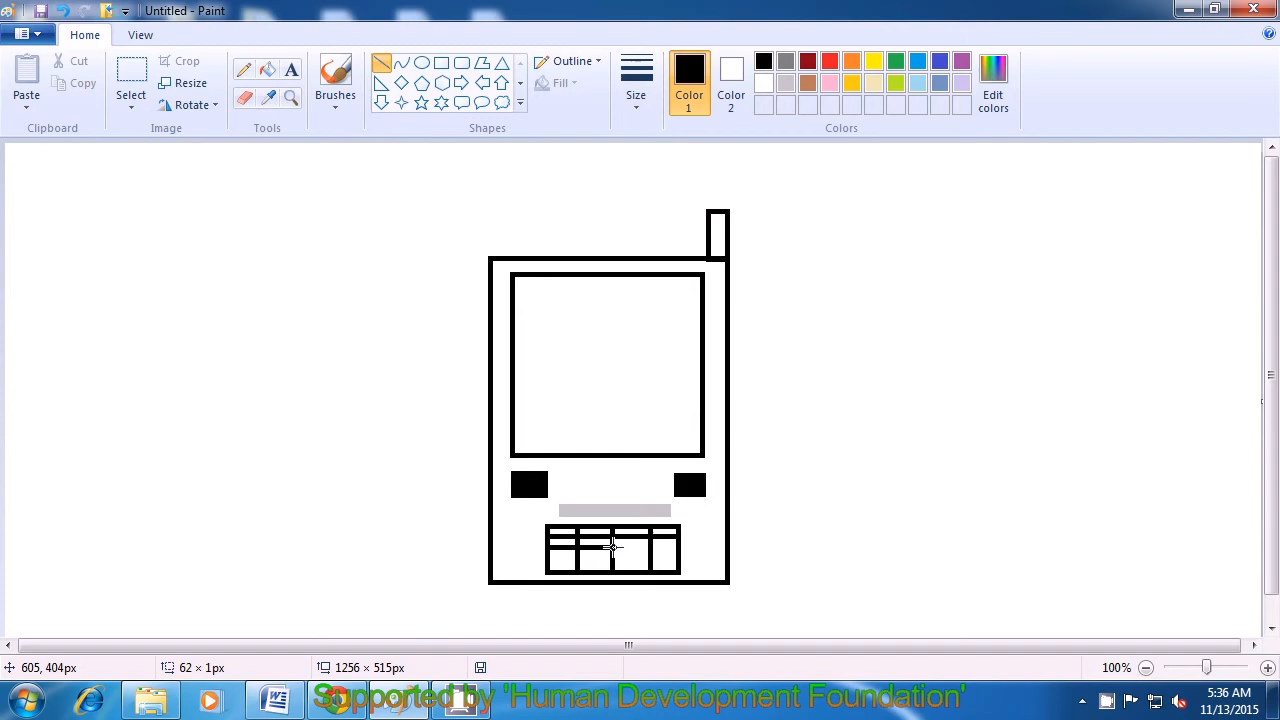 Untitled - Paint
Home View
Paste
Cut
Copy
Clipboard
Select
Crop
Resize
Rotate
Image
Tools
Brushes
Shapes
Outline
Fill
Size
Color 1
Color 2
Edit colors
Colors
605, 404px
62 × 1px
1256 × 515px
100%
Supported by 'Human Development Foundation'
5:36 AM
11/13/2015